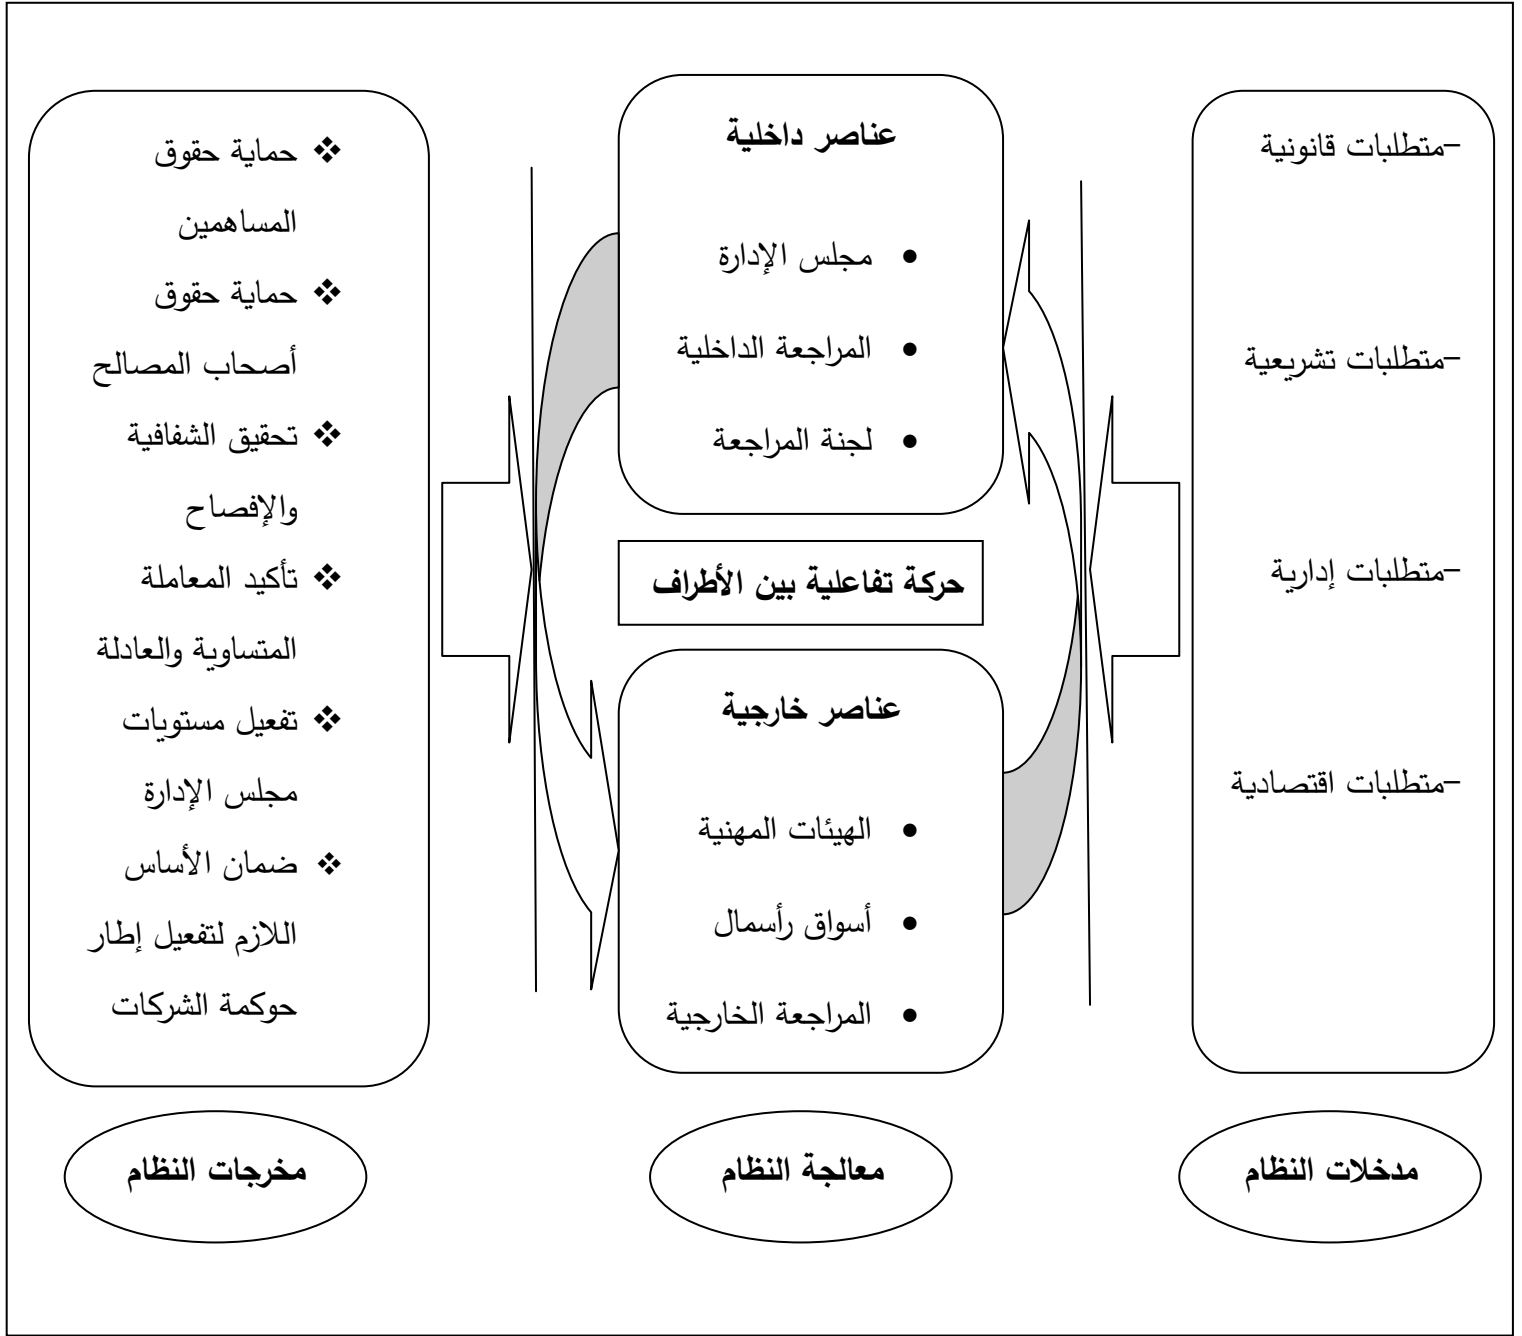 -متطلبات قانونية
-متطلبات تشريعية
-متطلبات إدارية
-متطلبات اقتصادية
مدخلات النظام
عناصر داخلية
• مجلس الإدارة
• المراجعة الداخلية
• لجنة المراجعة
حركة تفاعلية بين الأطراف
عناصر خارجية
• الهيئات المهنية
• أسواق رأسمال
• المراجعة الخارجية
معالجة النظام
❖ حماية حقوق
المساهمين
❖ حماية حقوق
أصحاب المصالح
❖ تحقيق الشفافية
والإفصاح
❖ تأكيد المعاملة
المتساوية والعادلة
❖ تفعيل مستويات
مجلس الإدارة
❖ ضمان الأساس
اللازم لتفعيل إطار
حوكمة الشركات
مخرجات النظام